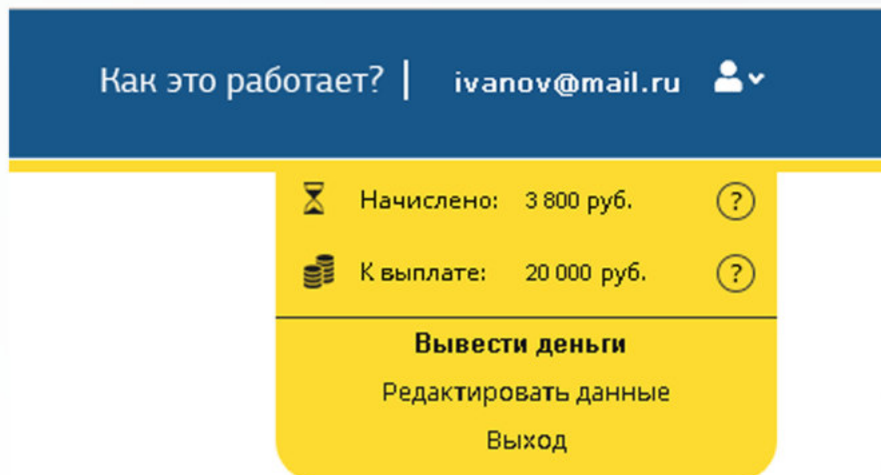 Как это работает? | ivanov@mail.ru
Начислено: 3 800 руб. ?
К выплате: 20 000 руб. ?
Вывести деньги
Редактировать данные
Выход